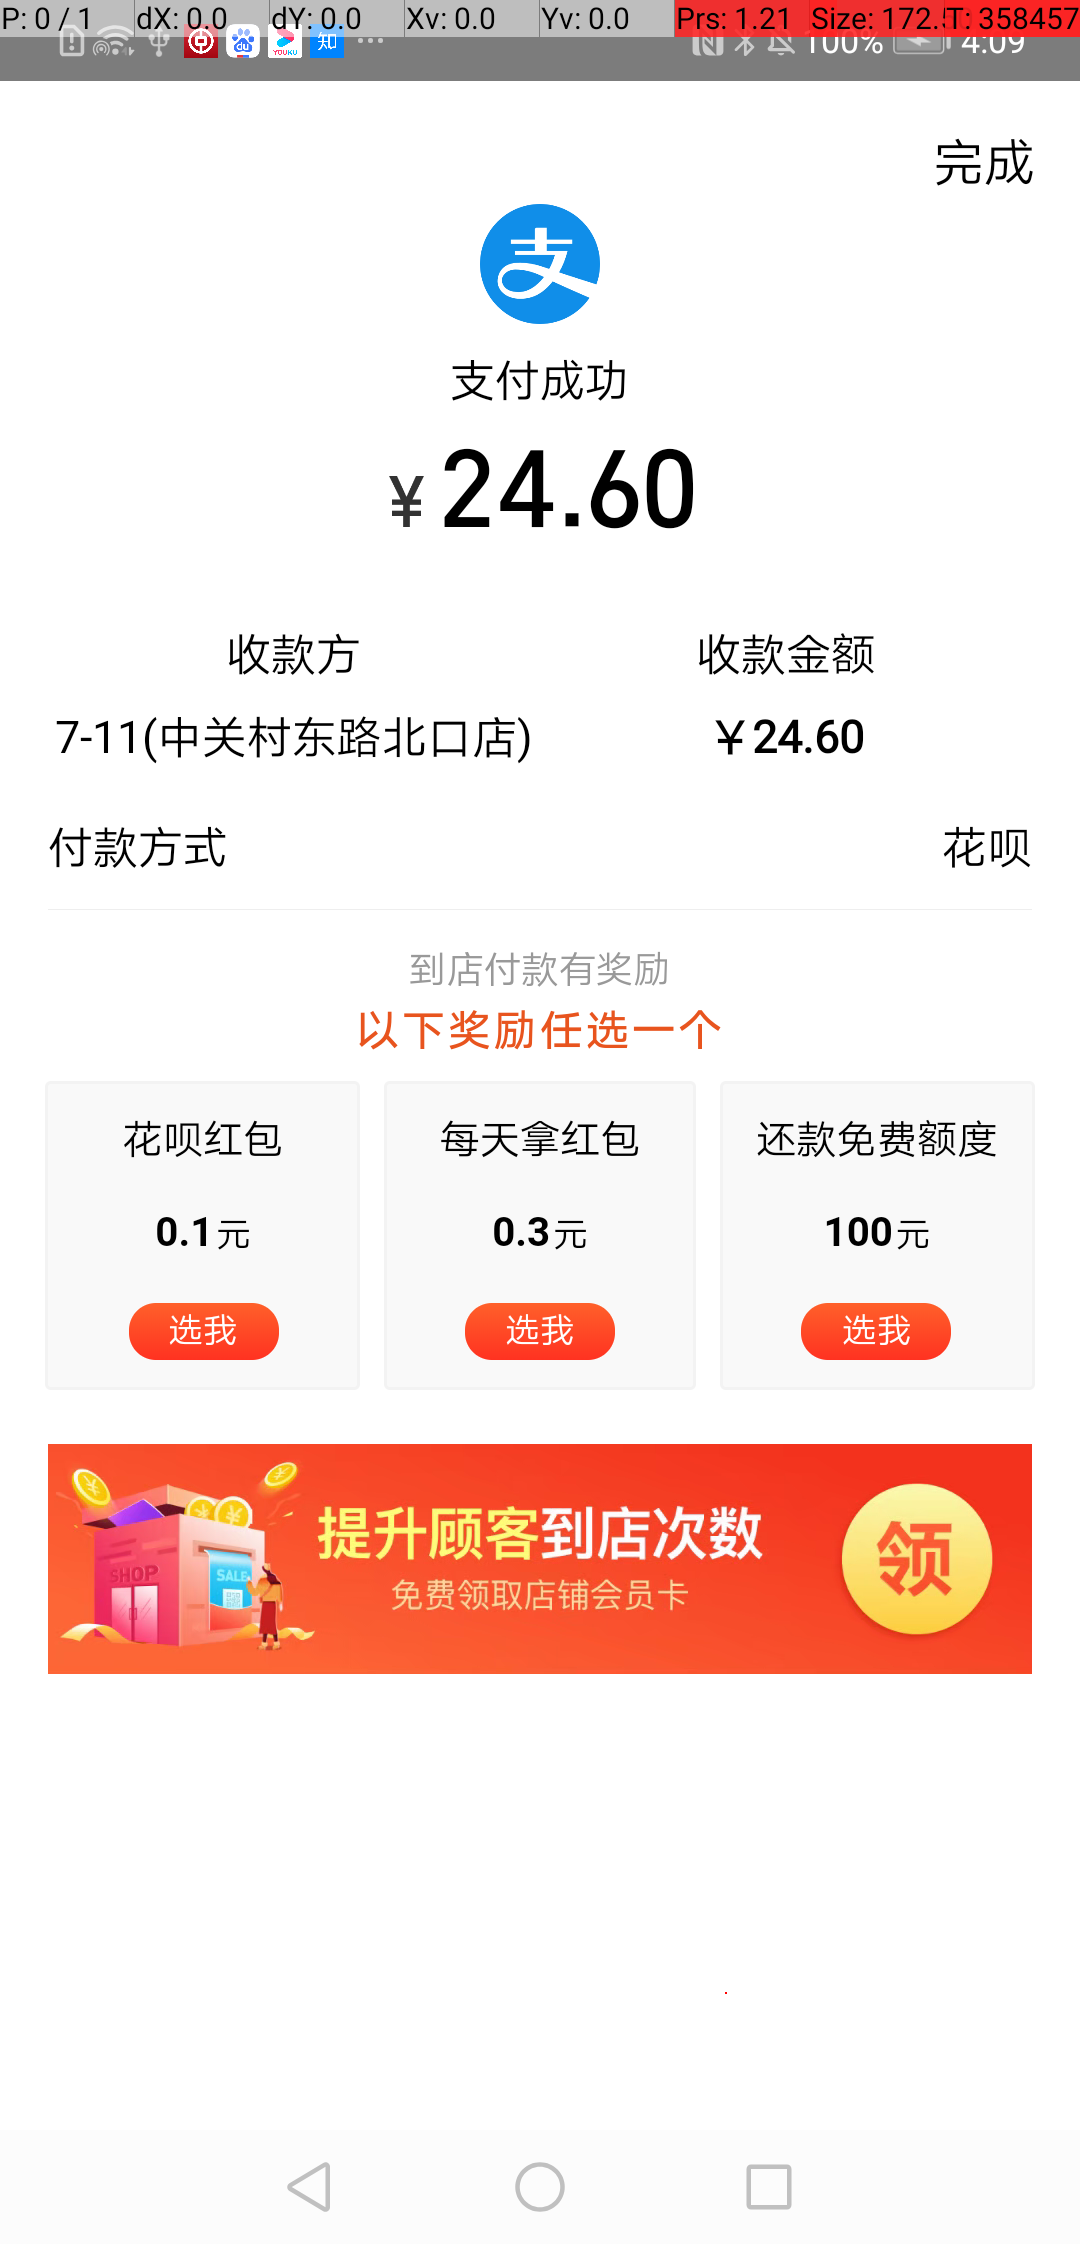 P: 0 / 1 dX: 0.0 dY: 0.0 Xv: 0.0 Yv: 0.0 Prs: 1.21 Size: 172. T: 358457
du YOUKU 知 100% 4:09
完成
支
支付成功
¥24.60
收款方 收款金额
7-11(中关村东路北口店) ¥24.60
付款方式 花呗
到店付款有奖励
以下奖励任选一个
花呗红包 每天拿红包 还款免费额度
0.1元 0.3元 100元
选我 选我 选我
提升顾客到店次数
免费领取店铺会员卡
领
SHOP
SALE